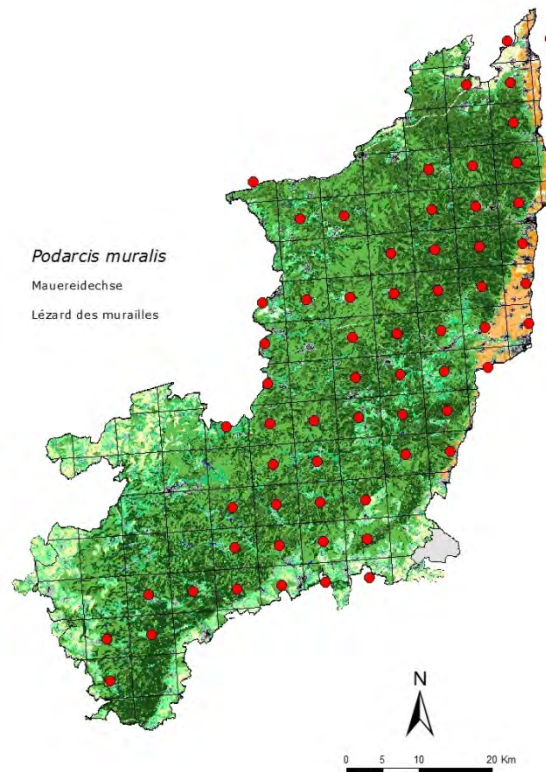 Podarcis muralis
Mauereidechse
Lézard des murailles
N
0 5 10 20 Km